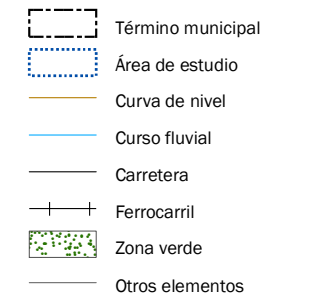 Término municipal
Área de estudio
Curva de nivel
Curso fluvial
Carretera
Ferrocarril
Zona verde
Otros elementos